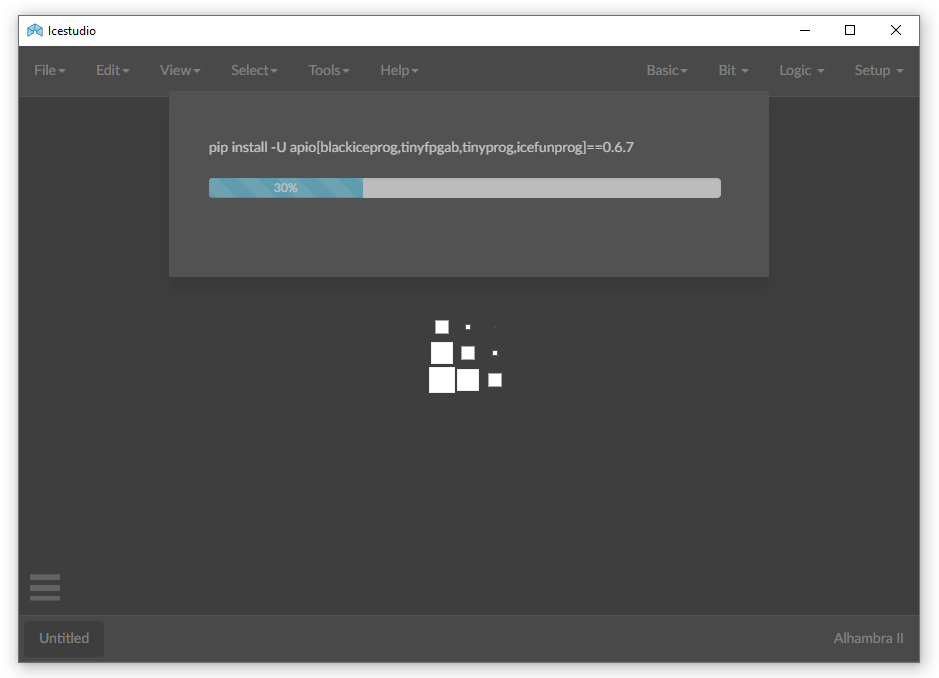 Icestudio
File Edit View Select Tools Help Basic Bit Logic Setup
pip install -U apio[blackiceprog,tinyfpgab,tinyprog,icefunprog]==0.6.7
30%
Untitled Alhambra II